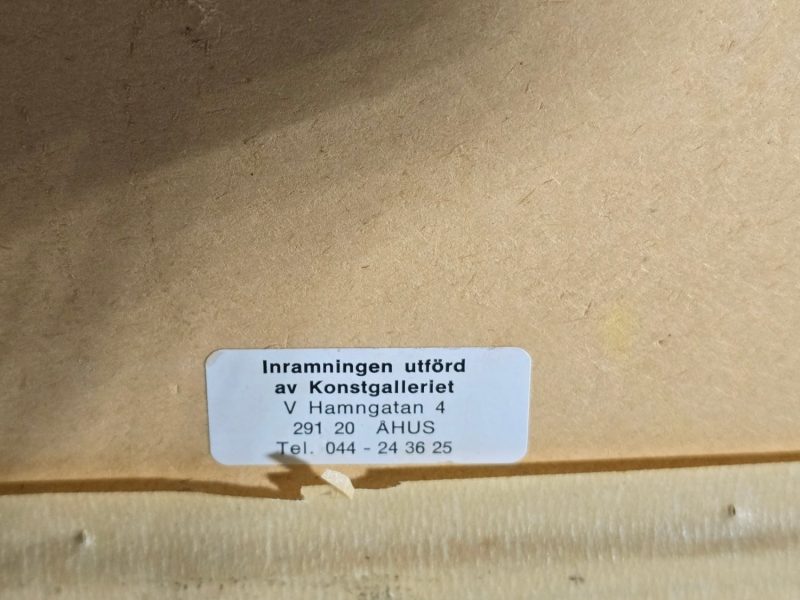 Inramningen utförd
av Konstgalleriet
V Hamngatan 4
291 20 ÅHUS
Tel. 044 - 24 36 25